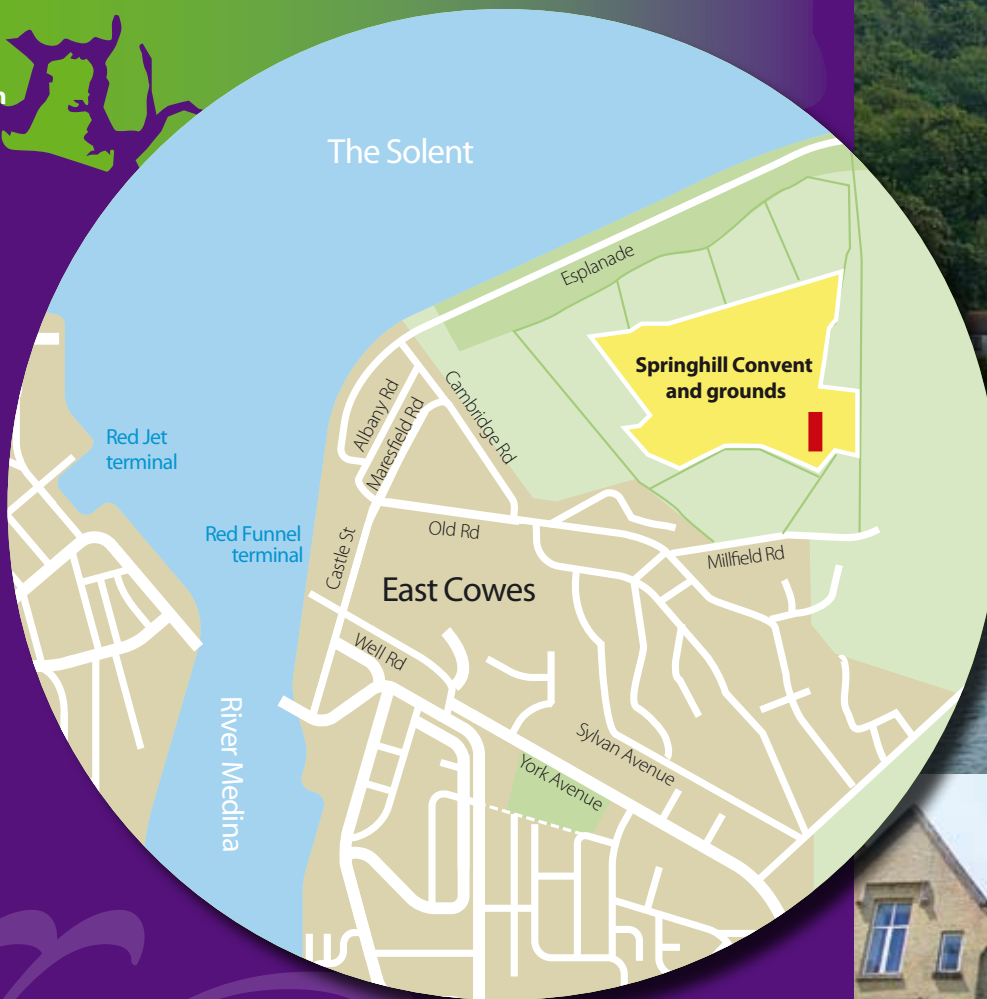 The Solent
Esplanade
Springhill Convent
and grounds
Albany Rd
Maresfield Rd
Cambridge Rd
Red Jet
terminal
Red Funnel
terminal
Castle St
Old Rd
Millfield Rd
East Cowes
Well Rd
River Medina
Sylvan Avenue
York Avenue